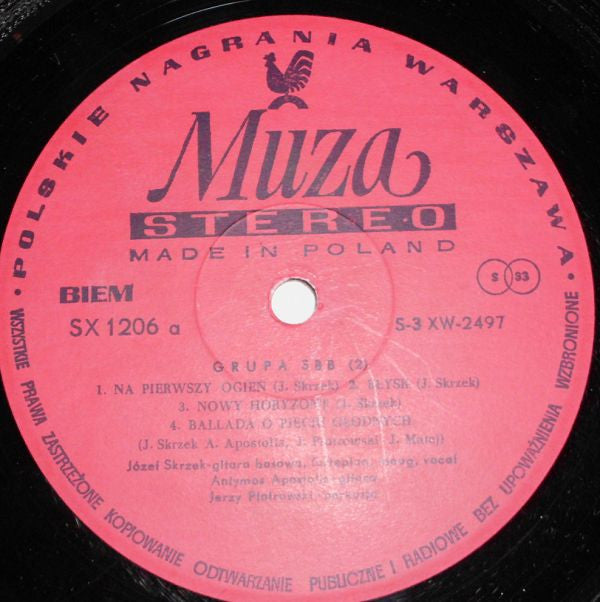 • POLSKIE NAGRANIA WARSZAWA •
Muza
STEREO
MADE IN POLAND
BIEM
SX 1206 a
S
33
S-3 XW-2497
GRUPA SBB (2)
1. NA PIERWSZY OGIEŃ (J. Skrzek) 2. BŁYSK (J. Skrzek)
3. NOWY HORYZONT (J. Skrzek)
4. BALLADA O PIĘCIU GŁODNYCH
(J. Skrzek A. Apostolis, J. Piotrowski J. Matej)
Józef Skrzek-gitara basowa, fortepian, moog, vocal
Antymos Apostolis-gitara
Jerzy Piotrowski-perkusja
WSZYSTKIE PRAWA ZASTRZEŻONE KOPIOWANIE ODTWARZANIE PUBLICZNE I RADIOWE BEZ UPOWAŻNIENIA WZBRONIONE